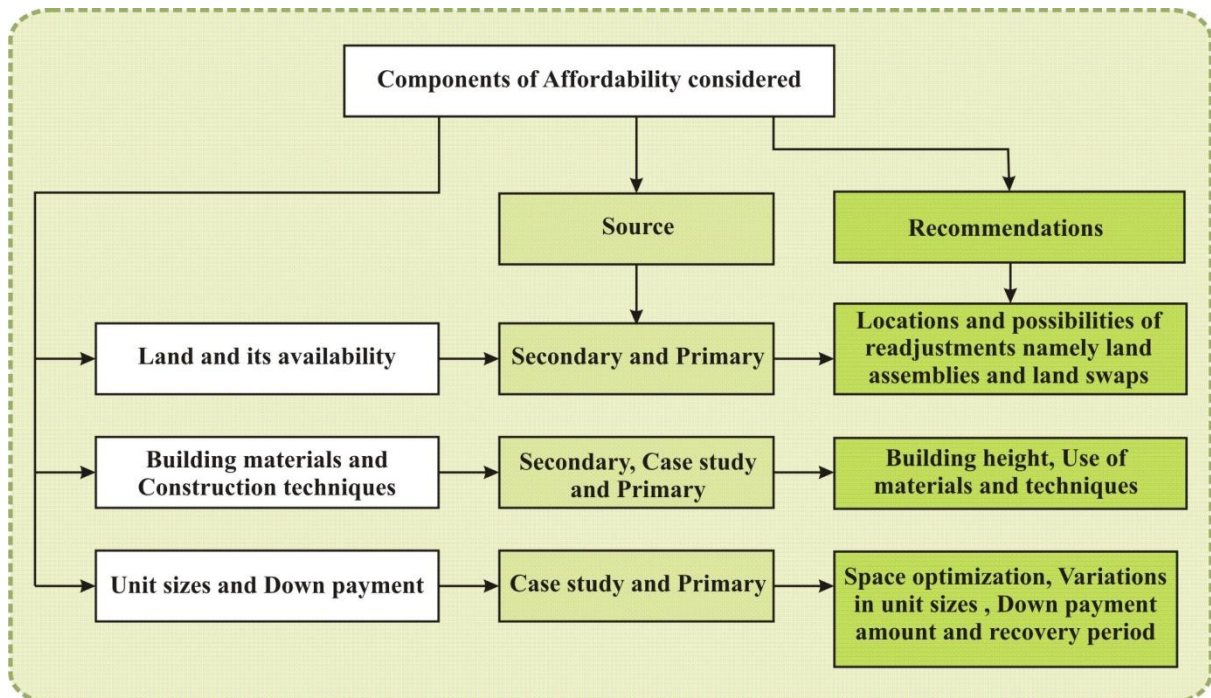 Components of Affordability considered
Source
Recommendations
Land and its availability
Secondary and Primary
Locations and possibilities of
readjustments namely land
assemblies and land swaps
Building materials and
Construction techniques
Secondary, Case study
and Primary
Building height, Use of
materials and techniques
Unit sizes and Down payment
Case study and Primary
Space optimization, Variations
in unit sizes , Down payment
amount and recovery period